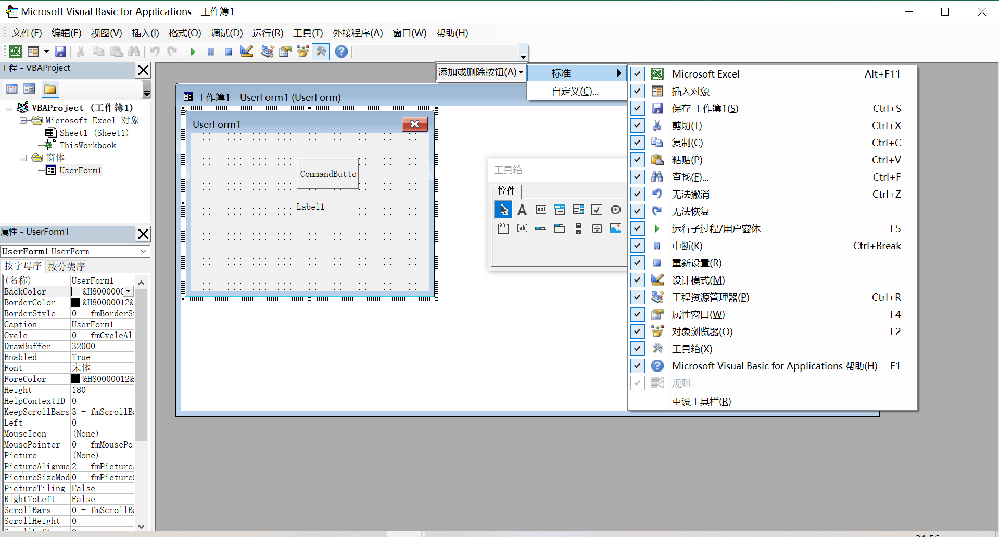 Microsoft Visual Basic for Applications - 工作簿1
文件(F) 编辑(E) 视图(V) 插入(I) 格式(O) 调试(D) 运行(R) 工具(T) 外接程序(A) 窗口(W) 帮助(H)
工程 - VBAProject
VBAProject (工作簿1)
Microsoft Excel 对象
Sheet1 (Sheet1)
ThisWorkbook
窗体
UserForm1
属性 - UserForm1
UserForm1 UserForm
按字母序 按分类序
(名称) UserForm1
BackColor &H8000000
BorderColor &H80000012&
BorderStyle 0 - fmBorderS
Caption UserForm1
Cycle 0 - fmCycleAl
DrawBuffer 32000
Enabled True
Font 宋体
ForeColor &H80000012&
Height 180
HelpContextID 0
KeepScrollBars 3 - fmScrollBa
Left 0
MouseIcon (None)
MousePointer 0 - fmMousePo
Picture (None)
PictureAlignme 2 - fmPicture
PictureSizeMod 0 - fmPicture
PictureTiling False
RightToLeft False
ScrollBars 0 - fmScrollBa
ScrollHeight 0
工作簿1 - UserForm1 (UserForm)
UserForm1
CommandButto
Label1
工具箱
控件
添加或删除按钮(A)
标准
自定义(C)...
Microsoft Excel Alt+F11
插入对象
保存 工作簿1(S) Ctrl+S
剪切(T) Ctrl+X
复制(C) Ctrl+C
粘贴(P) Ctrl+V
查找(F)... Ctrl+F
无法撤消 Ctrl+Z
无法恢复
运行子过程/用户窗体 F5
中断(K) Ctrl+Break
重新设置(R)
设计模式(M)
工程资源管理器(P) Ctrl+R
属性窗口(W) F4
对象浏览器(O) F2
工具箱(X)
Microsoft Visual Basic for Applications 帮助(H) F1
规则
重设工具栏(R)